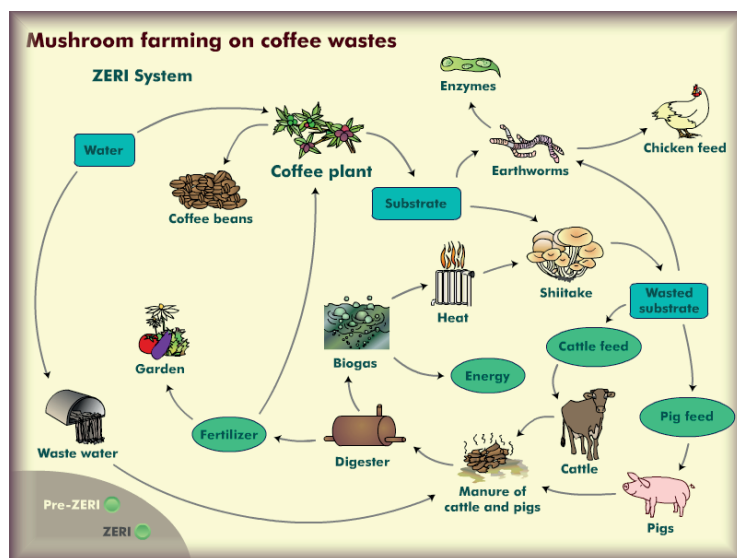 Mushroom farming on coffee wastes
ZERI System
Enzymes
Water
Coffee plant
Earthworms
Chicken feed
Coffee beans
Substrate
Shiitake
Wasted
substrate
Heat
Garden
Biogas
Cattle feed
Energy
Pig feed
Waste water
Fertilizer
Digester
Cattle
Manure of
cattle and pigs
Pigs
Pre-ZERI
ZERI